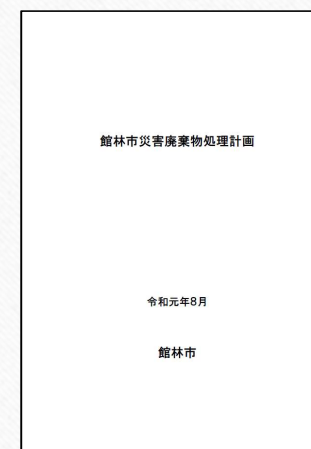 館林市災害廃棄物処理計画
令和元年8月
館林市